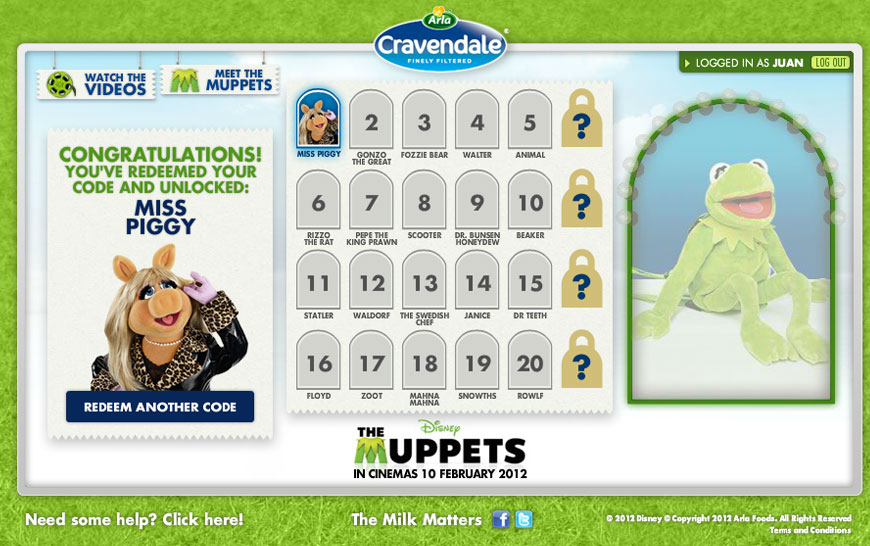 Arla
Cravendale
FINELY FILTERED
WATCH THE
VIDEOS
MEET THE
MUPPETS
LOGGED IN AS JUAN LOG OUT
CONGRATULATIONS!
YOU'VE REDEEMED YOUR
CODE AND UNLOCKED:
MISS
PIGGY
REDEEM ANOTHER CODE
2 3 4 5 ?
MISS PIGGY GONZO THE GREAT FOZZIE BEAR WALTER ANIMAL
6 7 8 9 10 ?
RIZZO THE RAT PEPE THE KING PRAWN SCOOTER DR. BUNSEN HONEYDEW BEAKER
11 12 13 14 15 ?
STATLER WALDORF THE SWEDISH CHEF JANICE DR TEETH
16 17 18 19 20 ?
FLOYD ZOOT MAHNA MAHNA SNOWTHS ROWLF
Disney
THE
MUPPETS
IN CINEMAS 10 FEBRUARY 2012
Need some help? Click here!
The Milk Matters
© 2012 Disney © Copyright 2012 Arla Foods. All Rights Reserved
Terms and Conditions